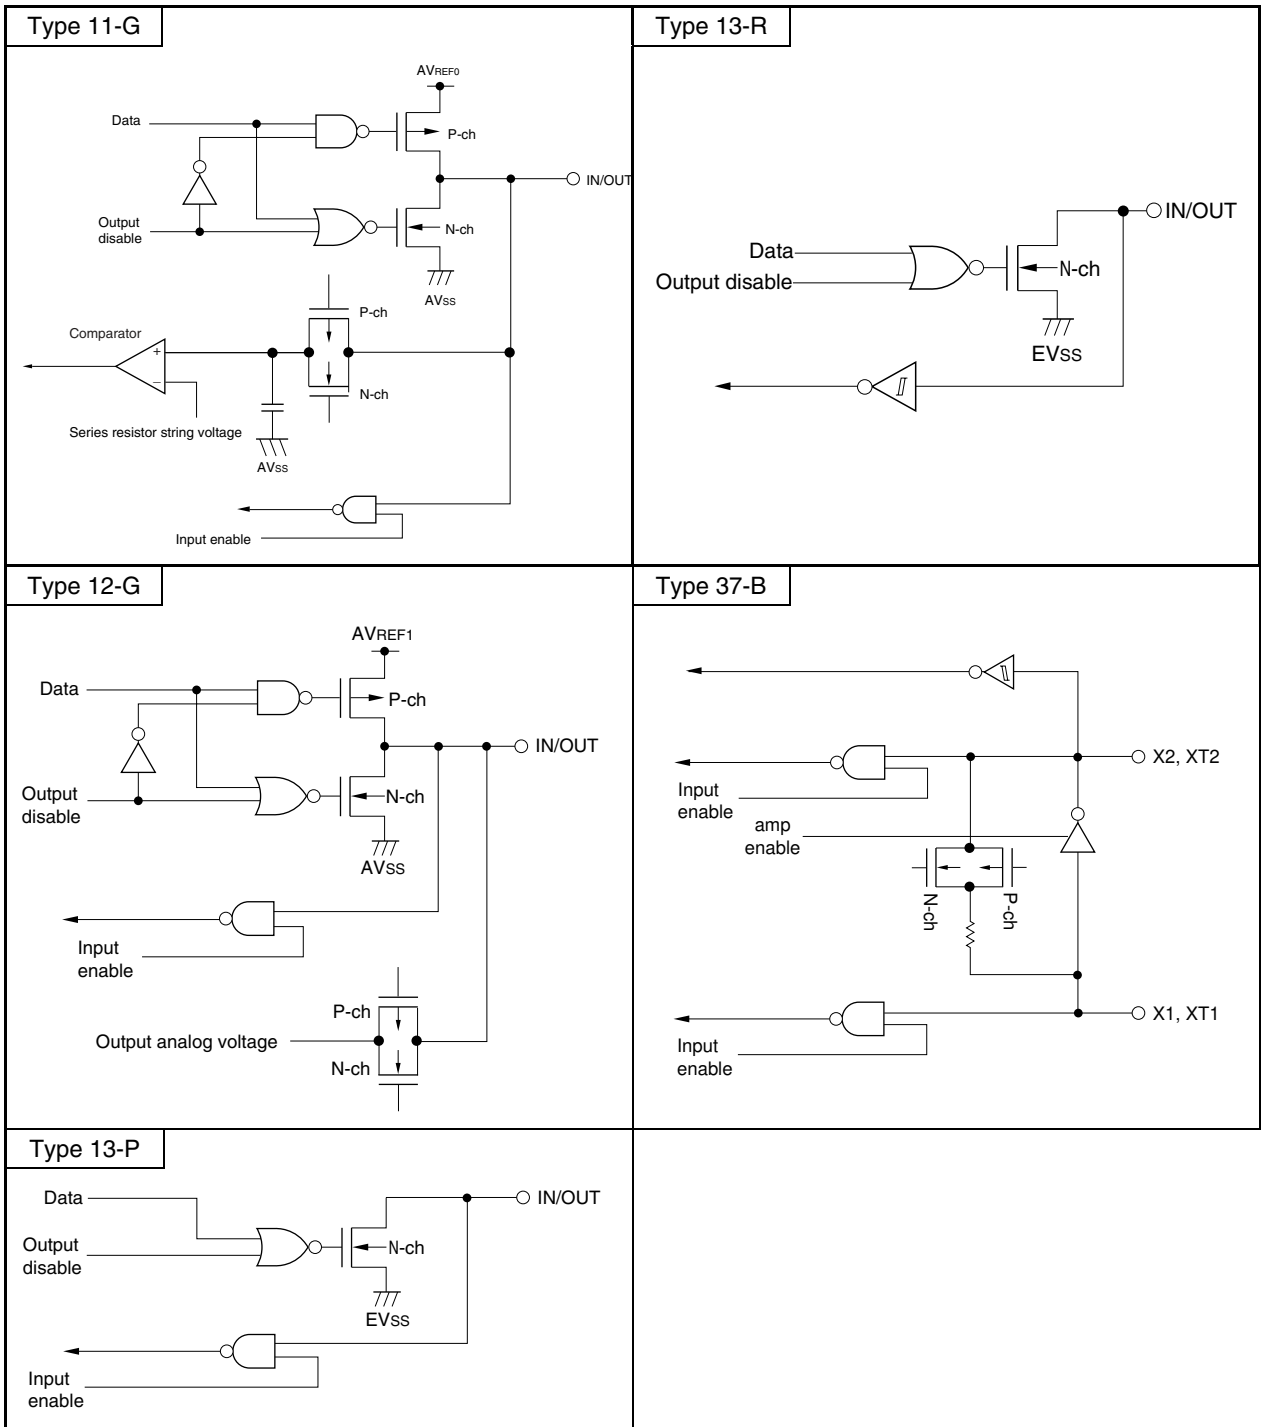 Type 11-G
AVREF0
Data
P-ch
IN/OUT
Output
disable
N-ch
AVSS
P-ch
Comparator
+
−
N-ch
Series resistor string voltage
AVSS
Input enable
Type 13-R
IN/OUT
Data
Output disable
N-ch
EVSS
Type 12-G
AVREF1
Data
P-ch
IN/OUT
Output
disable
N-ch
AVSS
Input
enable
P-ch
Output analog voltage
N-ch
Type 37-B
X2, XT2
Input
enable
amp
enable
N-ch
P-ch
X1, XT1
Input
enable
Type 13-P
Data
IN/OUT
Output
disable
N-ch
EVSS
Input
enable